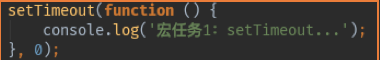 setTimeout(function () {
    console.log('宏任务1: setTimeout...');
}, 0);